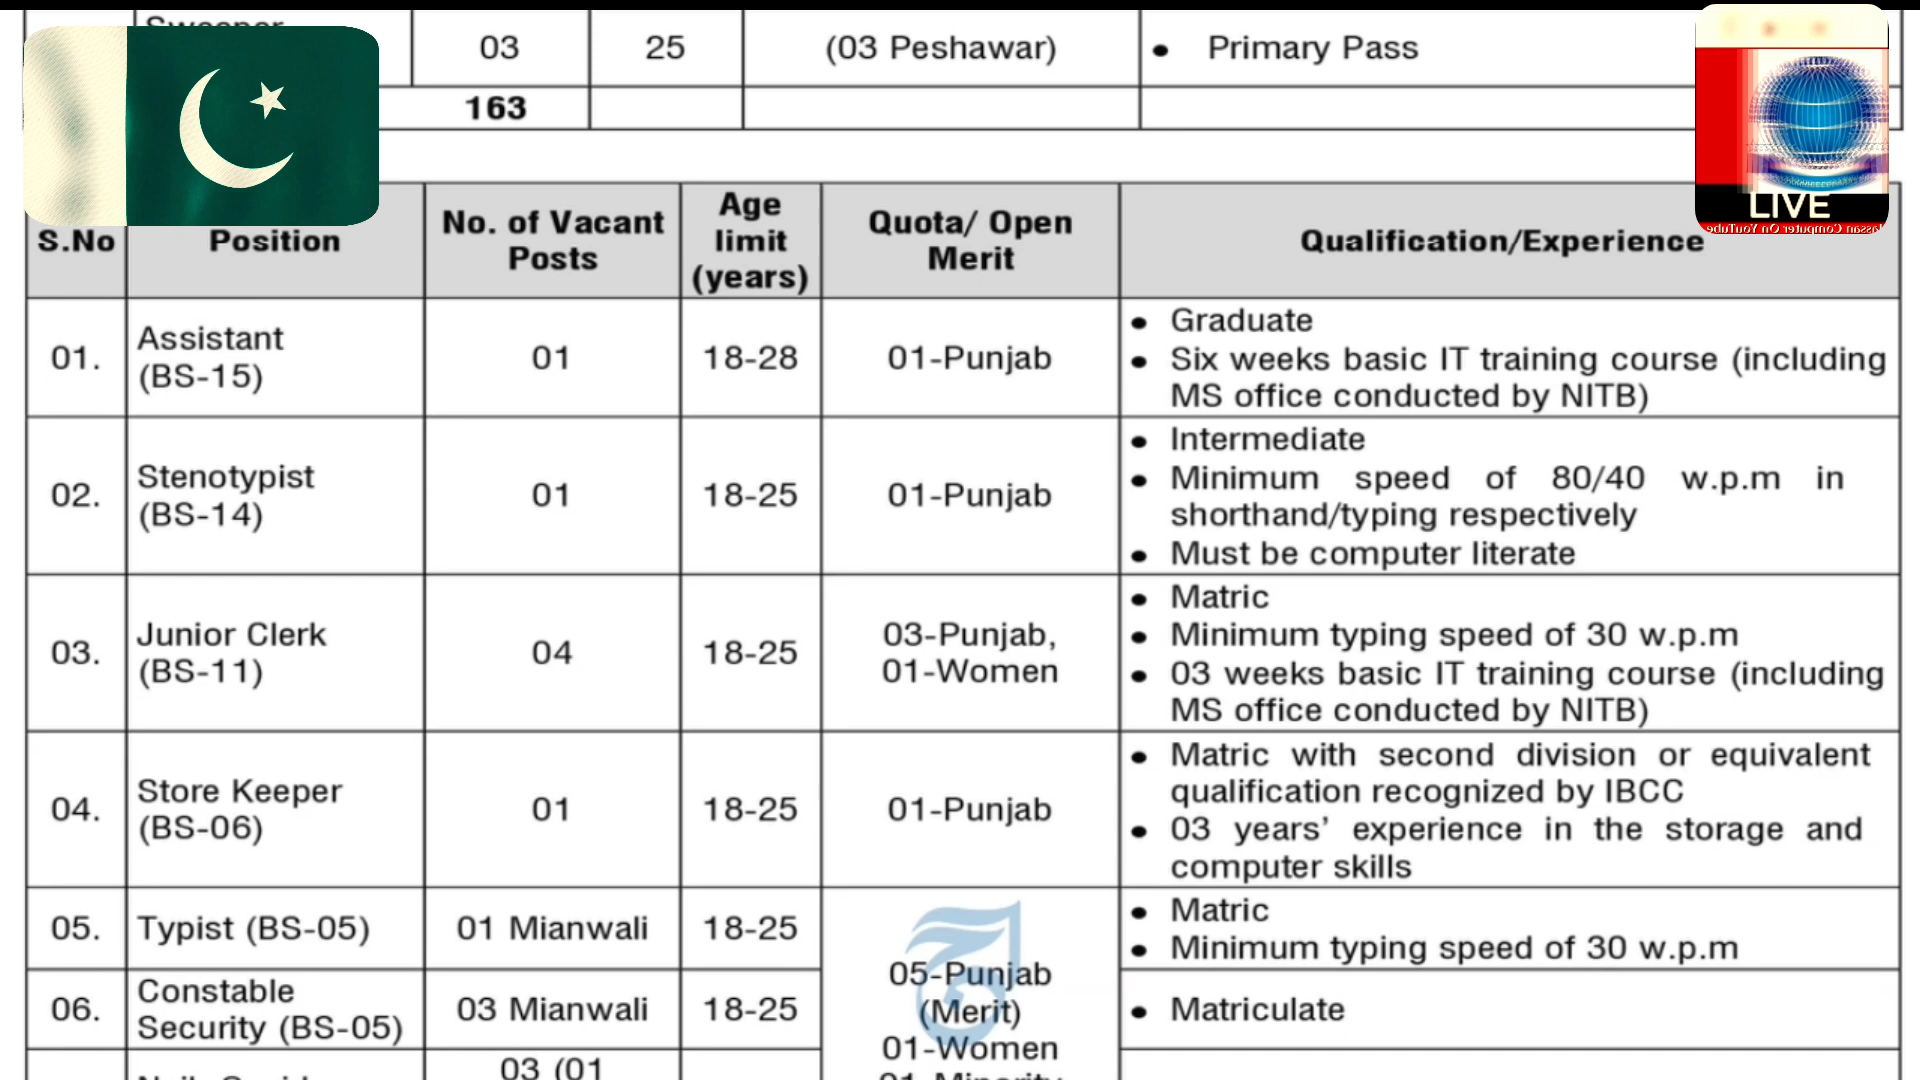 03 25 (03 Peshawar) • Primary Pass
163
S.No Position No. of Vacant Posts Age limit (years) Quota/ Open Merit Qualification/Experience
01. Assistant (BS-15) 01 18-28 01-Punjab
• Graduate
• Six weeks basic IT training course (including
MS office conducted by NITB)
02. Stenotypist (BS-14) 01 18-25 01-Punjab
• Intermediate
• Minimum speed of 80/40 w.p.m in
shorthand/typing respectively
• Must be computer literate
03. Junior Clerk (BS-11) 04 18-25 03-Punjab, 01-Women
• Matric
• Minimum typing speed of 30 w.p.m
• 03 weeks basic IT training course (including
MS office conducted by NITB)
04. Store Keeper (BS-06) 01 18-25 01-Punjab
• Matric with second division or equivalent
qualification recognized by IBCC
• 03 years’ experience in the storage and
computer skills
05. Typist (BS-05) 01 Mianwali 18-25
• Matric
• Minimum typing speed of 30 w.p.m
05-Punjab
(Merit)
01-Women
06. Constable Security (BS-05) 03 Mianwali 18-25
• Matriculate
03 (01
LIVE
Computer On YouTube